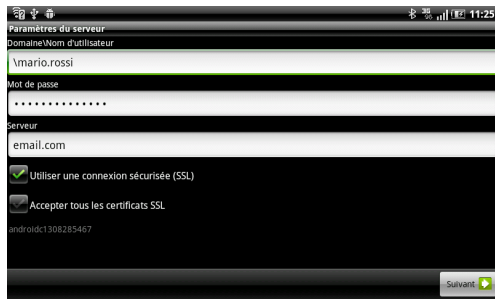 11:25
Paramètres du serveur
Domaine\Nom d'utilisateur
\mario.rossi
Mot de passe
••••••••••••••
Serveur
email.com
Utiliser une connexion sécurisée (SSL)
Accepter tous les certificats SSL
androidc1308285467
Suivant